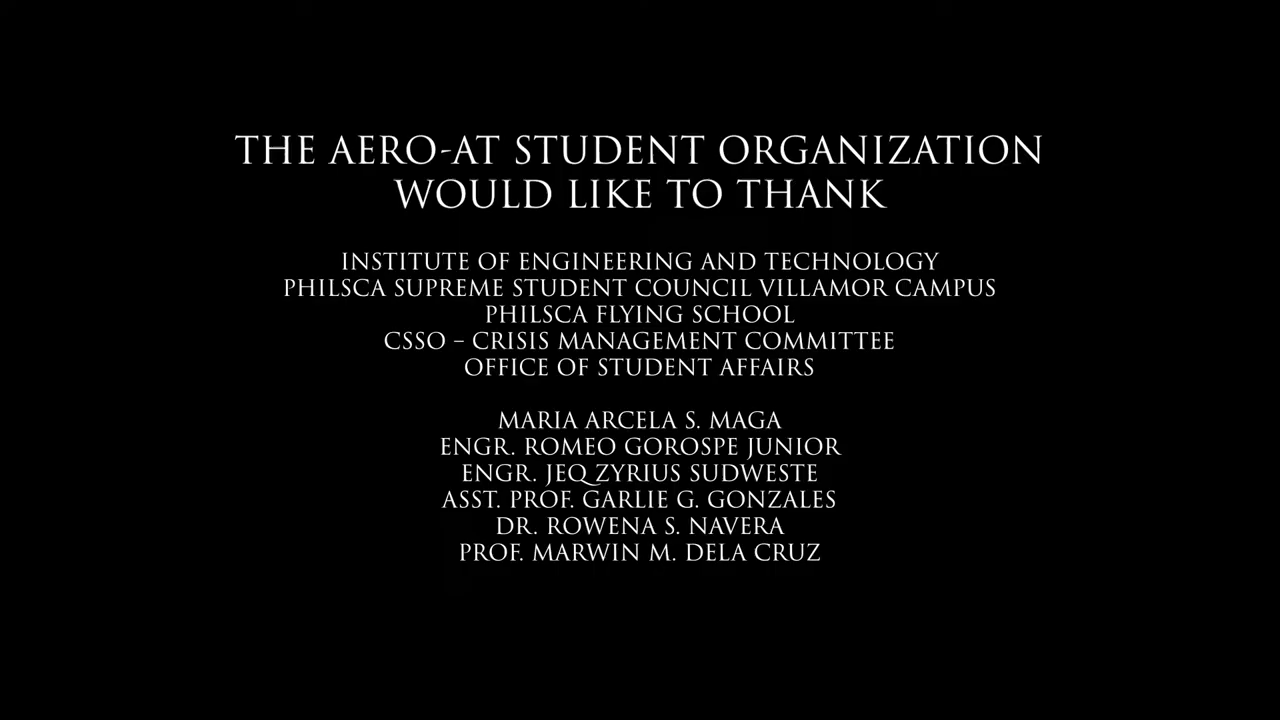 THE AERO-AT STUDENT ORGANIZATION
WOULD LIKE TO THANK
INSTITUTE OF ENGINEERING AND TECHNOLOGY
PHILSCA SUPREME STUDENT COUNCIL VILLAMOR CAMPUS
PHILSCA FLYING SCHOOL
CSSO – CRISIS MANAGEMENT COMMITTEE
OFFICE OF STUDENT AFFAIRS
MARIA ARCELA S. MAGA
ENGR. ROMEO GOROSPE JUNIOR
ENGR. JEQ ZYRIUS SUDWESTE
ASST. PROF. GARLIE G. GONZALES
DR. ROWENA S. NAVERA
PROF. MARWIN M. DELA CRUZ